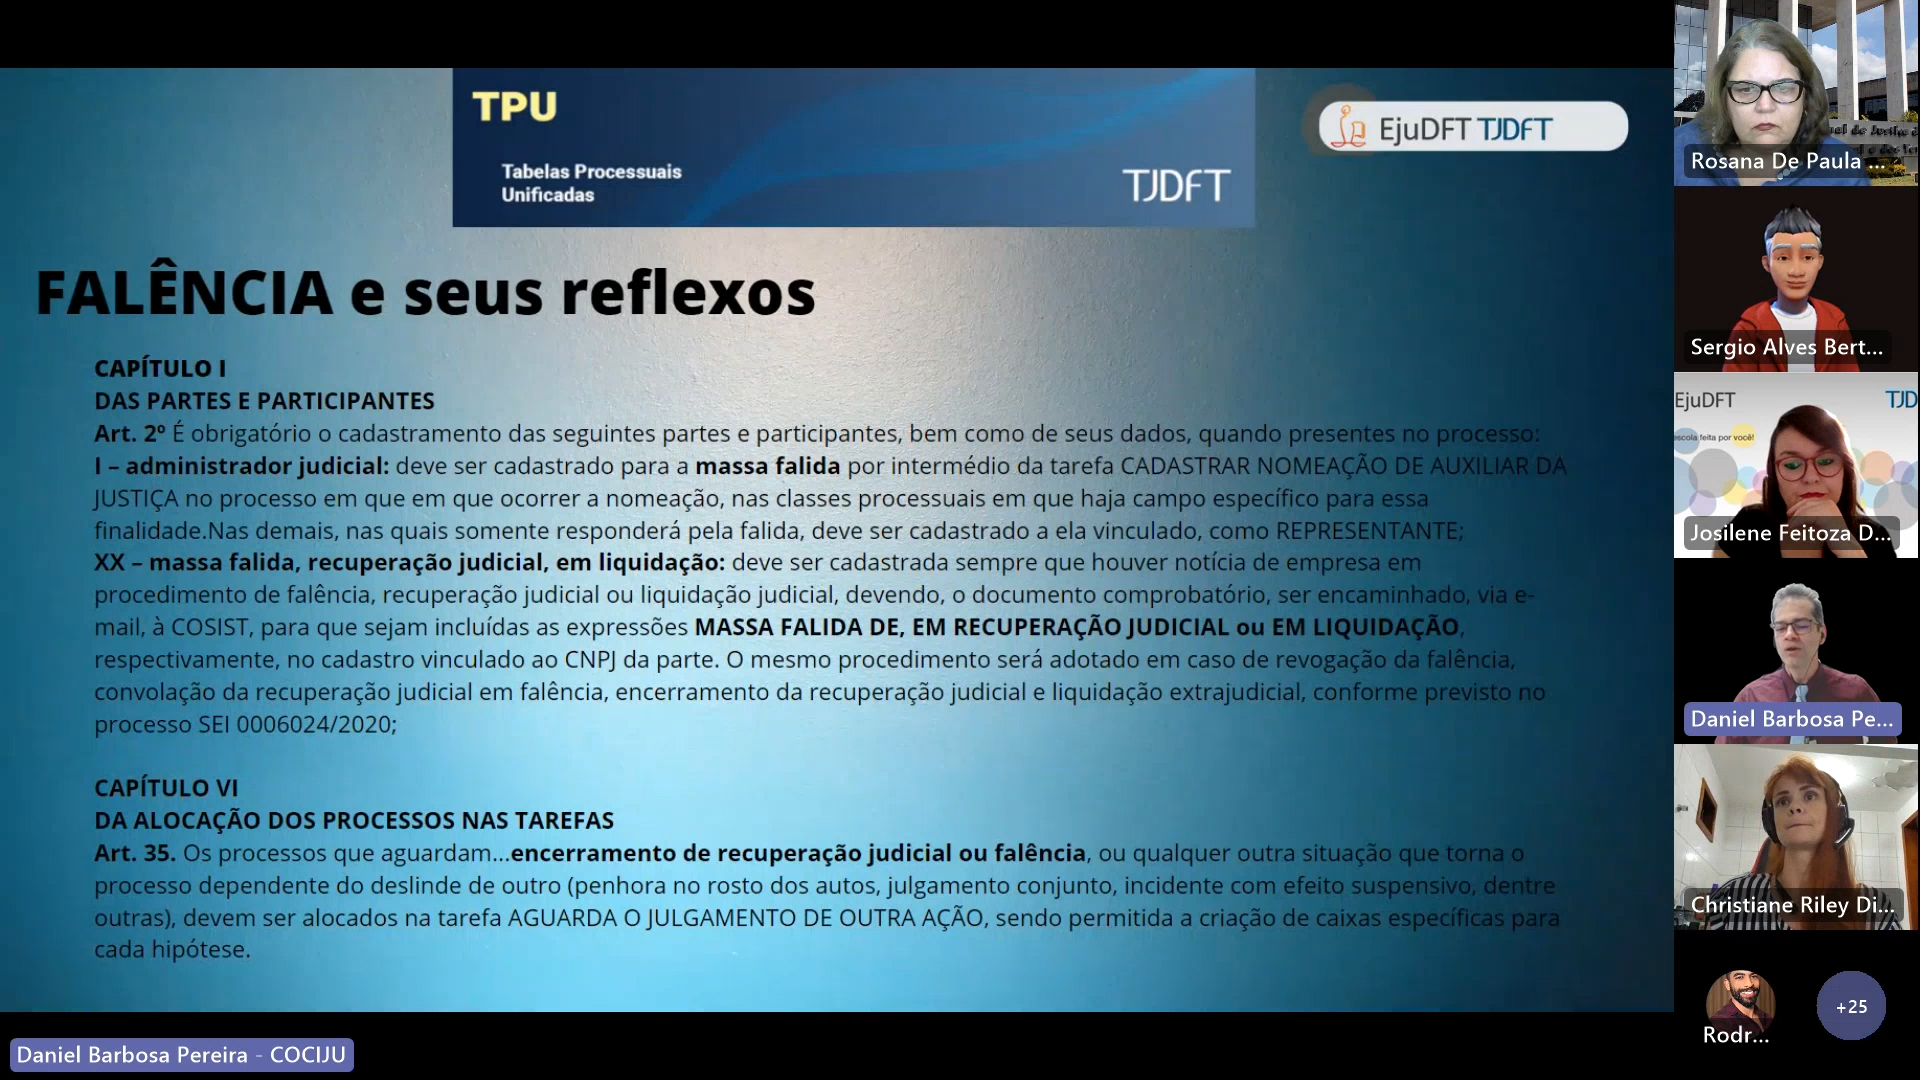 TPU
Tabelas Processuais
Unificadas
TJDFT
EjuDFT TJDFT
FALÊNCIA e seus reflexos
CAPÍTULO I
DAS PARTES E PARTICIPANTES
Art. 2º É obrigatório o cadastramento das seguintes partes e participantes, bem como de seus dados, quando presentes no processo:
I – administrador judicial: deve ser cadastrado para a massa falida por intermédio da tarefa CADASTRAR NOMEAÇÃO DE AUXILIAR DA
JUSTIÇA no processo em que em que ocorrer a nomeação, nas classes processuais em que haja campo específico para essa
finalidade.Nas demais, nas quais somente responderá pela falida, deve ser cadastrado a ela vinculado, como REPRESENTANTE;
XX – massa falida, recuperação judicial, em liquidação: deve ser cadastrada sempre que houver notícia de empresa em
procedimento de falência, recuperação judicial ou liquidação judicial, devendo, o documento comprobatório, ser encaminhado, via e-
mail, à COSIST, para que sejam incluídas as expressões MASSA FALIDA DE, EM RECUPERAÇÃO JUDICIAL ou EM LIQUIDAÇÃO,
respectivamente, no cadastro vinculado ao CNPJ da parte. O mesmo procedimento será adotado em caso de revogação da falência,
convolação da recuperação judicial em falência, encerramento da recuperação judicial e liquidação extrajudicial, conforme previsto no
processo SEI 0006024/2020;
CAPÍTULO VI
DA ALOCAÇÃO DOS PROCESSOS NAS TAREFAS
Art. 35. Os processos que aguardam...encerramento de recuperação judicial ou falência, ou qualquer outra situação que torna o
processo dependente do deslinde de outro (penhora no rosto dos autos, julgamento conjunto, incidente com efeito suspensivo, dentre
outras), devem ser alocados na tarefa AGUARDA O JULGAMENTO DE OUTRA AÇÃO, sendo permitida a criação de caixas específicas para
cada hipótese.
Daniel Barbosa Pereira - COCIJU
Rosana De Paula ...
Sergio Alves Bert...
EjuDFT
TJD
escola feita por você!
Josilene Feitoza D...
Daniel Barbosa Pe...
Christiane Riley Di...
Rodr...
+25